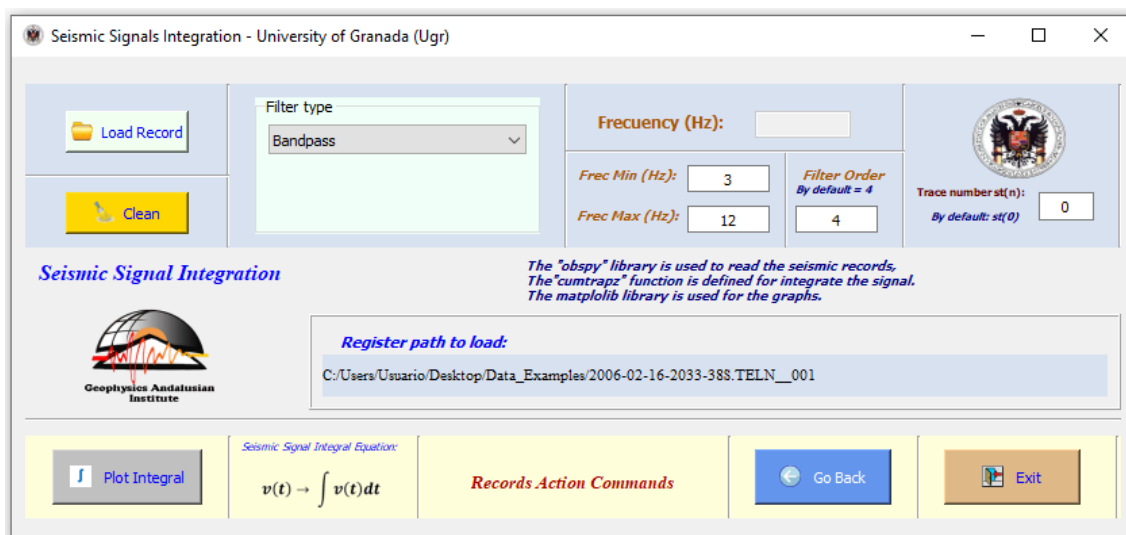 Seismic Signals Integration - University of Granada (Ugr)
Load Record
Clean
Filter type
Bandpass
Frecuency (Hz):
Frec Min (Hz):
3
Frec Max (Hz):
12
Filter Order
By default = 4
4
Trace number st(n):
By default: st(0)
0
Seismic Signal Integration
The "obspy" library is used to read the seismic records,
The"cumtrapz" function is defined for integrate the signal.
The matplolib library is used for the graphs.
Geophysics Andalusian
Institute
Register path to load:
C:/Users/Usuario/Desktop/Data_Examples/2006-02-16-2033-38S.TELN__001
∫ Plot Integral
Seismic Signal Integral Equation:
v(t) → ∫ v(t)dt
Records Action Commands
Go Back
Exit